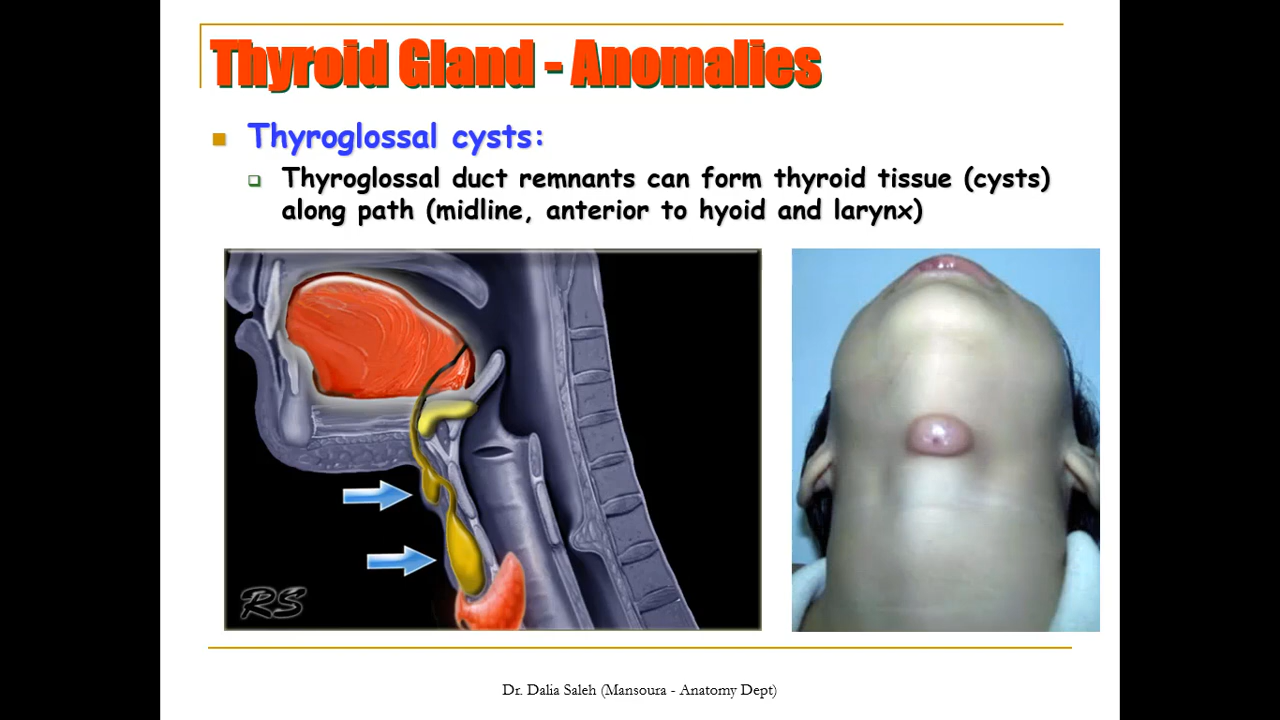 Thyroid Gland - Anomalies
Thyroglossal cysts:
Thyroglossal duct remnants can form thyroid tissue (cysts)
along path (midline, anterior to hyoid and larynx)
RS
Dr. Dalia Saleh (Mansoura - Anatomy Dept)